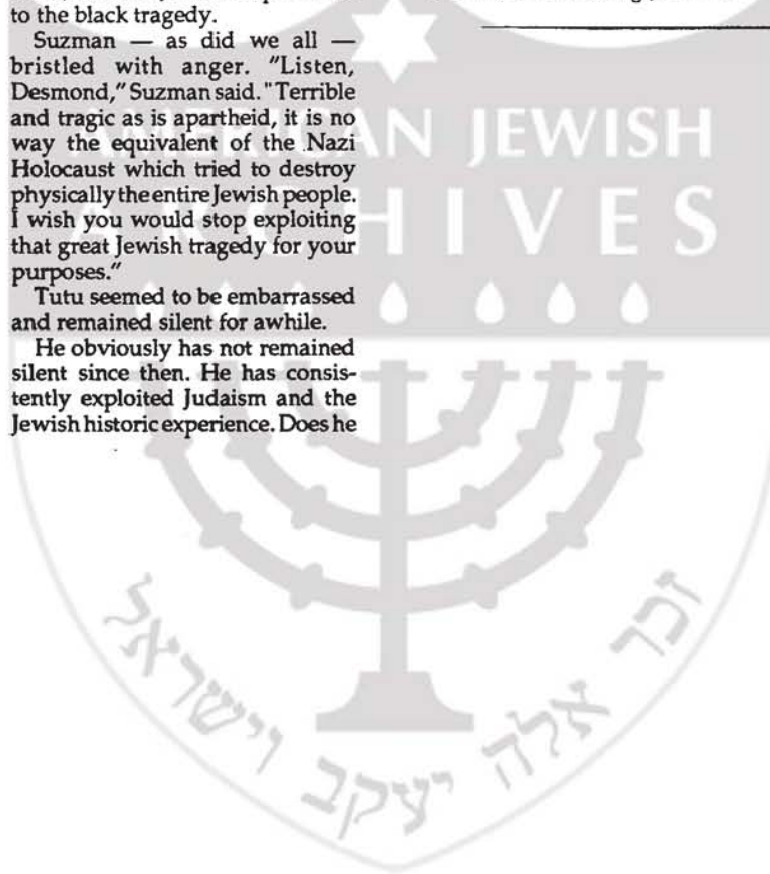 to the black tragedy.
Suzman — as did we all —
bristled with anger. "Listen,
Desmond," Suzman said. "Terrible
and tragic as is apartheid, it is no
way the equivalent of the Nazi
Holocaust which tried to destroy
physically the entire Jewish people.
I wish you would stop exploiting
that great Jewish tragedy for your
purposes."
Tutu seemed to be embarrassed
and remained silent for awhile.
He obviously has not remained
silent since then. He has consis-
tently exploited Judaism and the
Jewish historic experience. Does he
AMERICAN JEWISH
ARCHIVES
זכר אלה יעקב וישראל